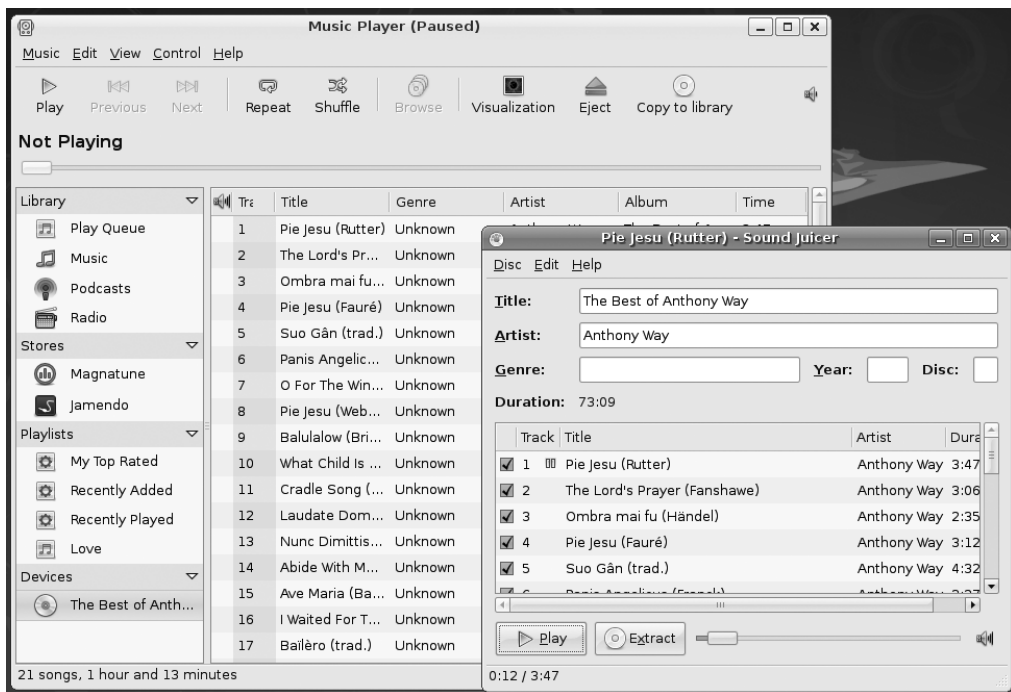 Music Player (Paused)
Music Edit View Control Help
Play Previous Next Repeat Shuffle Browse Visualization Eject Copy to library
Not Playing
Library
Play Queue
Music
Podcasts
Radio
Stores
Magnatune
Jamendo
Playlists
My Top Rated
Recently Added
Recently Played
Love
Devices
The Best of Anth...
Tra Title Genre Artist Album Time
1 Pie Jesu (Rutter) Unknown
2 The Lord's Pr... Unknown
3 Ombra mai fu... Unknown
4 Pie Jesu (Fauré) Unknown
5 Suo Gân (trad.) Unknown
6 Panis Angelic... Unknown
7 O For The Win... Unknown
8 Pie Jesu (Web... Unknown
9 Balulalow (Bri... Unknown
10 What Child Is ... Unknown
11 Cradle Song (... Unknown
12 Laudate Dom... Unknown
13 Nunc Dimittis... Unknown
14 Abide With M... Unknown
15 Ave Maria (Ba... Unknown
16 I Waited For T... Unknown
17 Baïlèro (trad.) Unknown
21 songs, 1 hour and 13 minutes
Pie Jesu (Rutter) - Sound Juicer
Disc Edit Help
Title: The Best of Anthony Way
Artist: Anthony Way
Genre: Year: Disc:
Duration: 73:09
Track Title Artist Dura
1 Pie Jesu (Rutter) Anthony Way 3:47
2 The Lord's Prayer (Fanshawe) Anthony Way 3:06
3 Ombra mai fu (Händel) Anthony Way 2:35
4 Pie Jesu (Fauré) Anthony Way 3:12
5 Suo Gân (trad.) Anthony Way 4:32
Play Extract
0:12 / 3:47